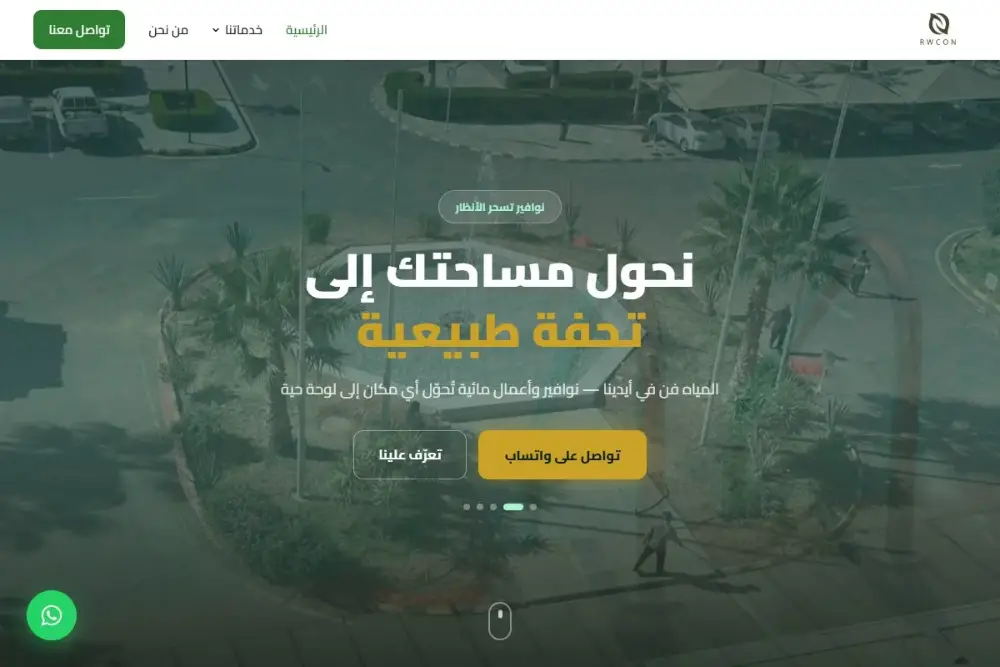 RWCON
الرئيسية
خدماتنا
من نحن
تواصل معنا
نوافير تسحر الأنظار
نحول مساحتك إلى
تحفة طبيعية
المياه فن في أيدينا — نوافير وأعمال مائية تُحوّل أي مكان إلى لوحة حية
تواصل على واتساب
تعرّف علينا